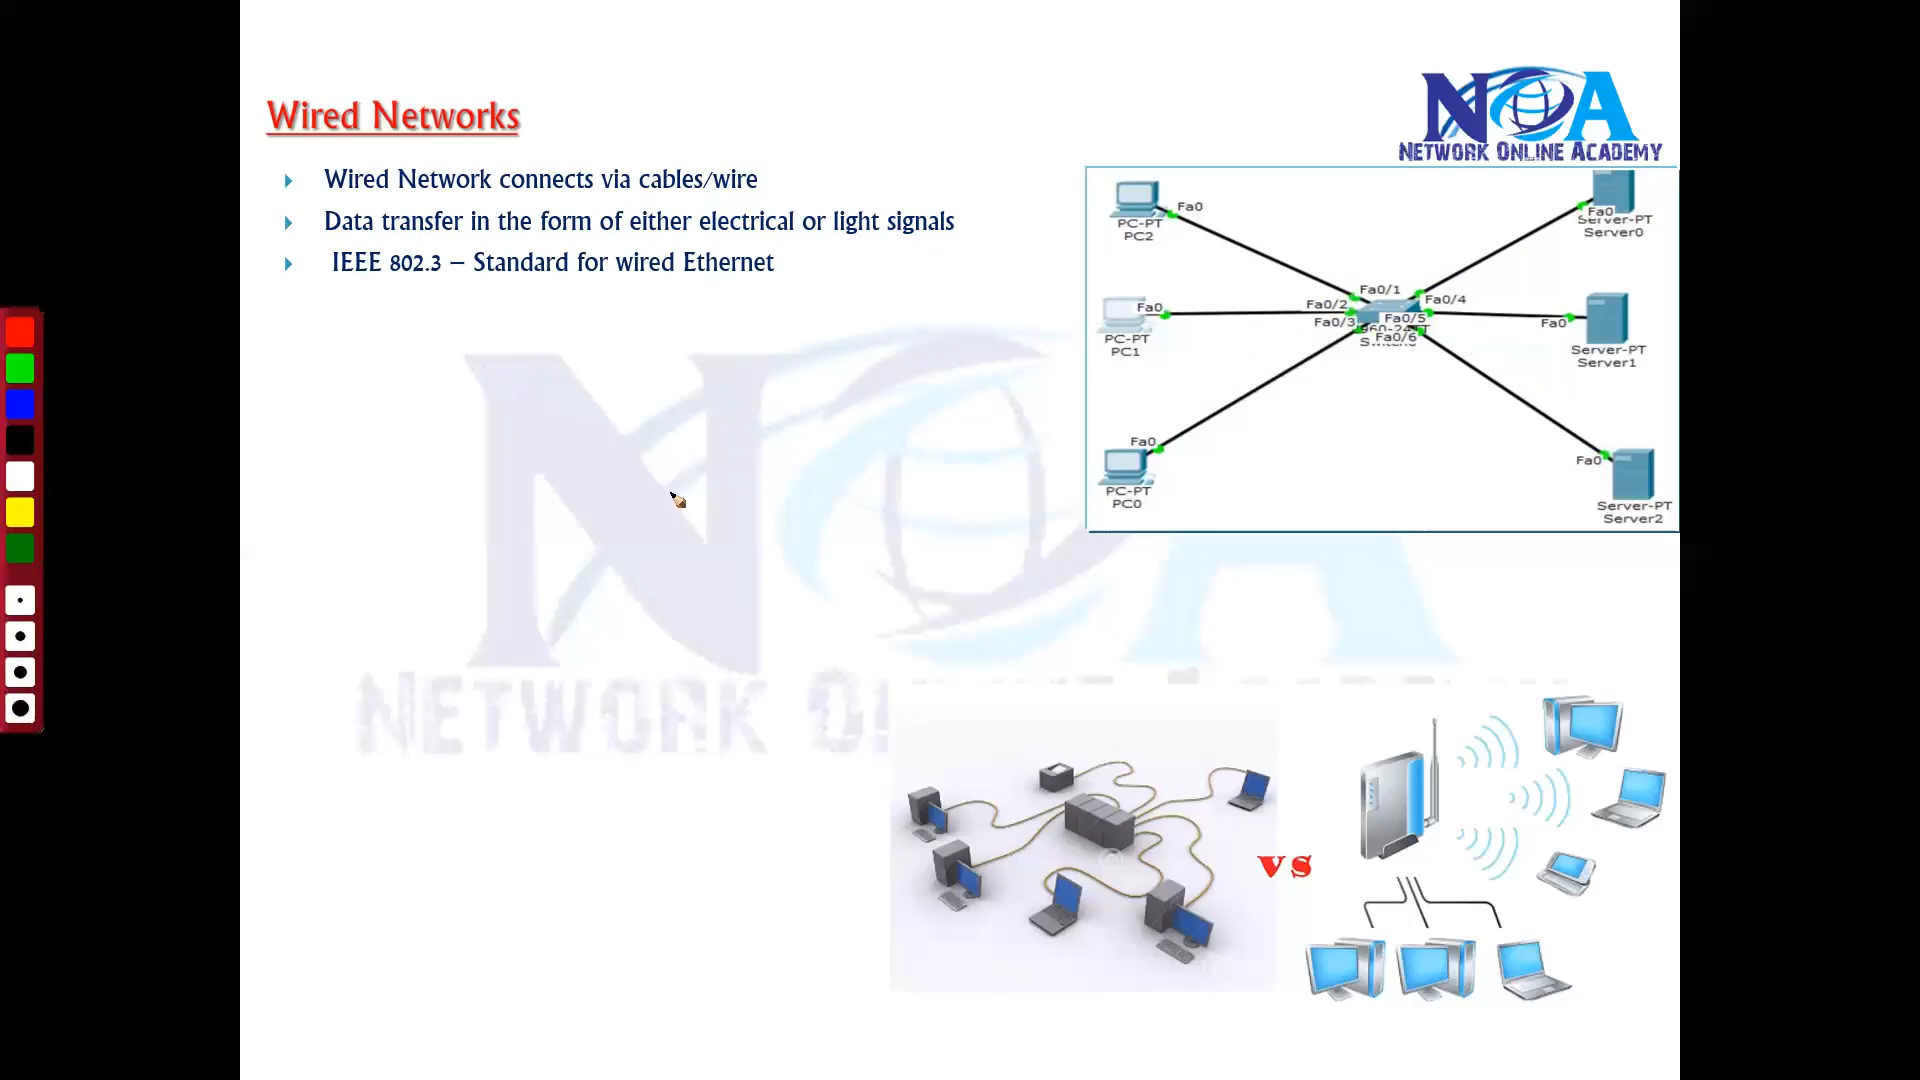 Wired Networks
NOA
NETWORK ONLINE ACADEMY
Wired Network connects via cables/wire
Data transfer in the form of either electrical or light signals
IEEE 802.3 – Standard for wired Ethernet
Fa0
PC-PT
PC2
Fa0
Server-PT
Server0
Fa0
PC-PT
PC1
Fa0/1
Fa0/2
Fa0/3
Fa0/4
Fa0/5
Fa0/6
Fa0
Server-PT
Server1
Fa0
PC-PT
PC0
Fa0
Server-PT
Server2
NOA
NETWORK
VS